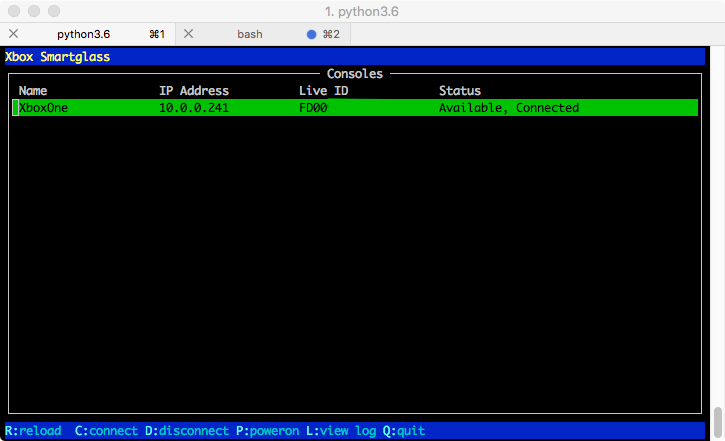 1. python3.6
python3.6 ⌘1 bash ⌘2
Xbox Smartglass
Consoles
Name IP Address Live ID Status
XboxOne 10.0.0.241 FD00 Available, Connected
R:reload C:connect D:disconnect P:poweron L:view log Q:quit